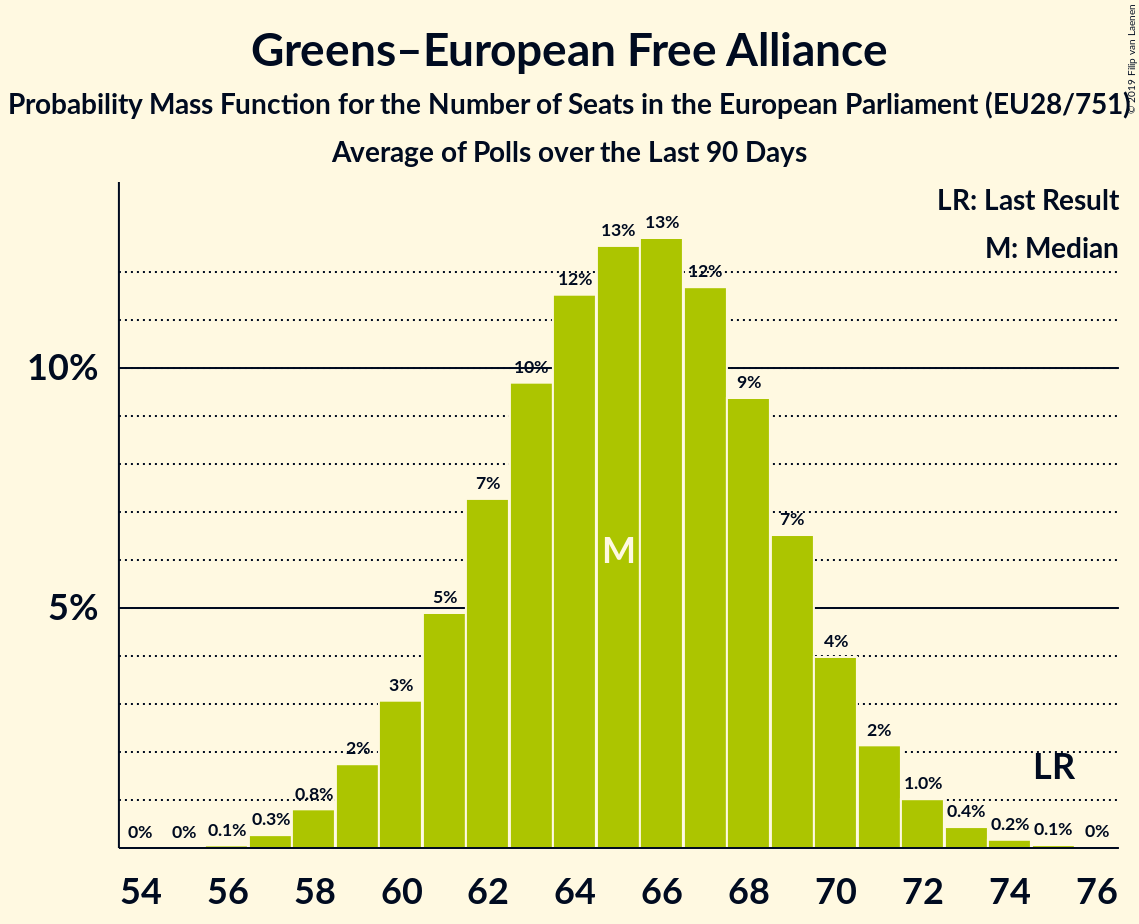 Greens–European Free Alliance
Probability Mass Function for the Number of Seats in the European Parliament (EU28/751)
Average of Polls over the Last 90 Days
© 2019 Filip van Laenen
LR: Last Result
M: Median
10%
5%
0%
0%
0.1%
0.3%
0.8%
2%
3%
5%
7%
10%
12%
13%
13%
12%
9%
7%
4%
2%
1.0%
0.4%
0.2%
0.1%
0%
M
LR
54 56 58 60 62 64 66 68 70 72 74 76